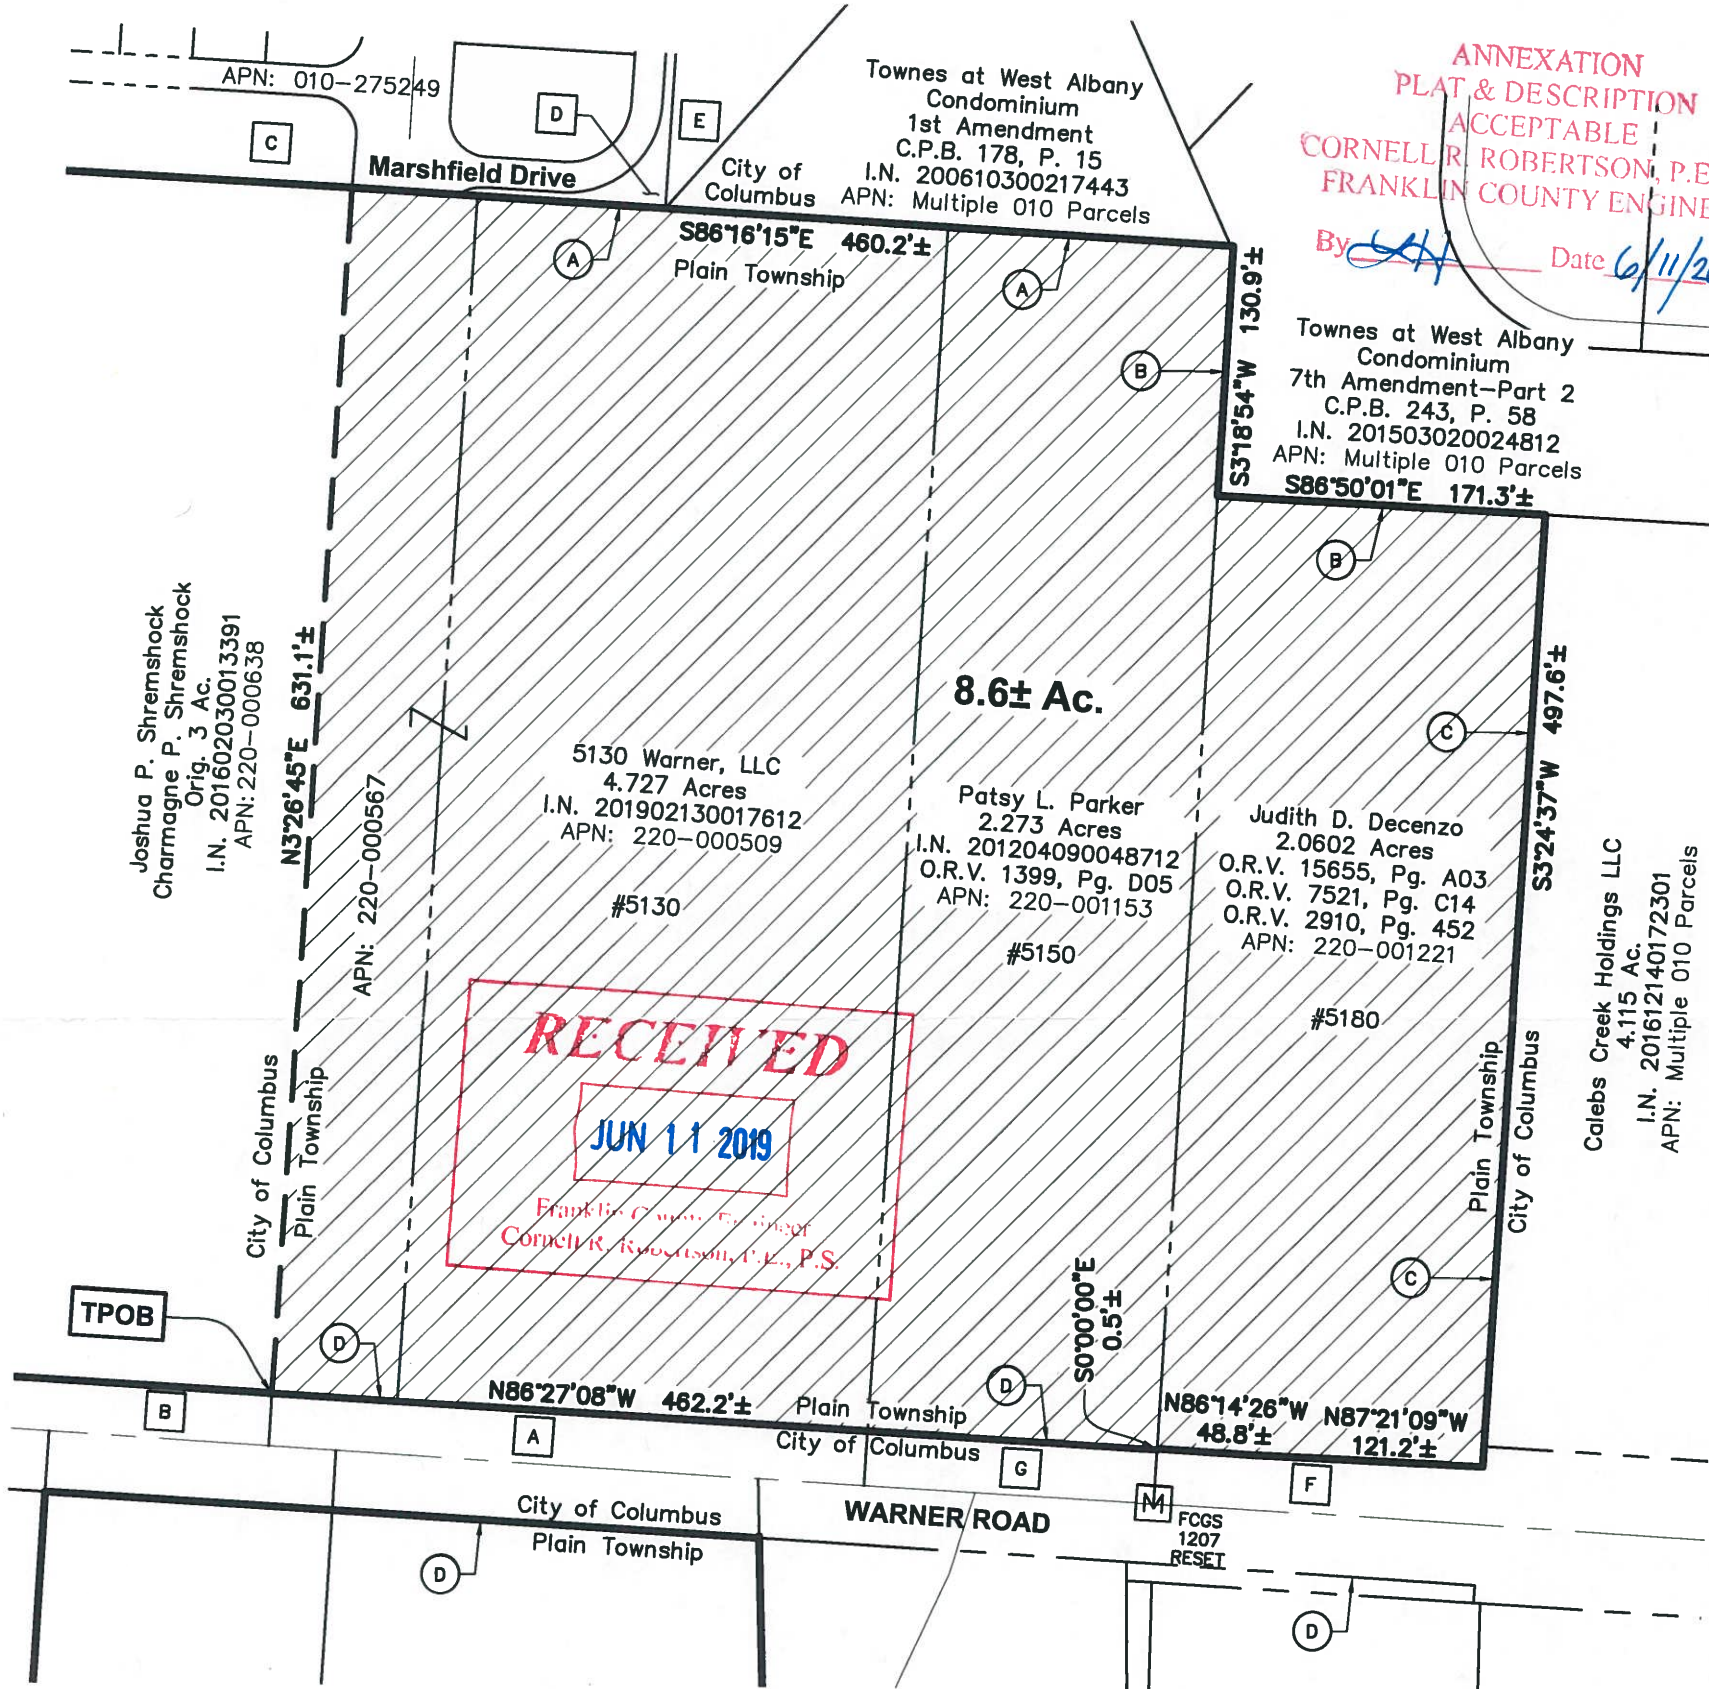 ANNEXATION
PLAT & DESCRIPTION
ACCEPTABLE
CORNELL R. ROBERTSON, P.E
FRANKLIN COUNTY ENGINE
By
Date 6/11/2
APN: 010-275249
C
D
E
Marshfield Drive
City of
Columbus
Townes at West Albany
Condominium
1st Amendment
C.P.B. 178, P. 15
I.N. 200610300217443
APN: Multiple 010 Parcels
S86°16'15"E 460.2'±
Plain Township
A
A
B
S3°18'54"W 130.9'±
Townes at West Albany
Condominium
7th Amendment-Part 2
C.P.B. 243, P. 58
I.N. 201503020024812
APN: Multiple 010 Parcels
S86°50'01"E 171.3'±
B
Joshua P. Shremshock
Charmagne P. Shremshock
Orig. 3 Ac.
I.N. 201602030013391
APN: 220-000638
N3°26'45"E 631.1'±
APN: 220-000567
8.6± Ac.
5130 Warner, LLC
4.727 Acres
I.N. 201902130017612
APN: 220-000509
#5130
Patsy L. Parker
2.273 Acres
I.N. 201204090048712
O.R.V. 1399, Pg. D05
APN: 220-001153
#5150
Judith D. Decenzo
2.0602 Acres
O.R.V. 15655, Pg. A03
O.R.V. 7521, Pg. C14
O.R.V. 2910, Pg. 452
APN: 220-001221
#5180
C
S3°24'37"W 497.6'±
Calebs Creek Holdings LLC
4.115 Ac.
I.N. 201612140172301
APN: Multiple 010 Parcels
RECEIVED
JUN 11 2019
Franklin County Engineer
Cornell R. Robertson, P.E., P.S.
City of Columbus
Plain Township
Plain Township
City of Columbus
C
TPOB
D
D
S0°00'00"E
0.5'±
N86°27'08"W 462.2'±
Plain Township
City of Columbus
N86°14'26"W
48.8'±
N87°21'09"W
121.2'±
B
A
G
F
City of Columbus
Plain Township
WARNER ROAD
FCGS
1207
RESET
D
D